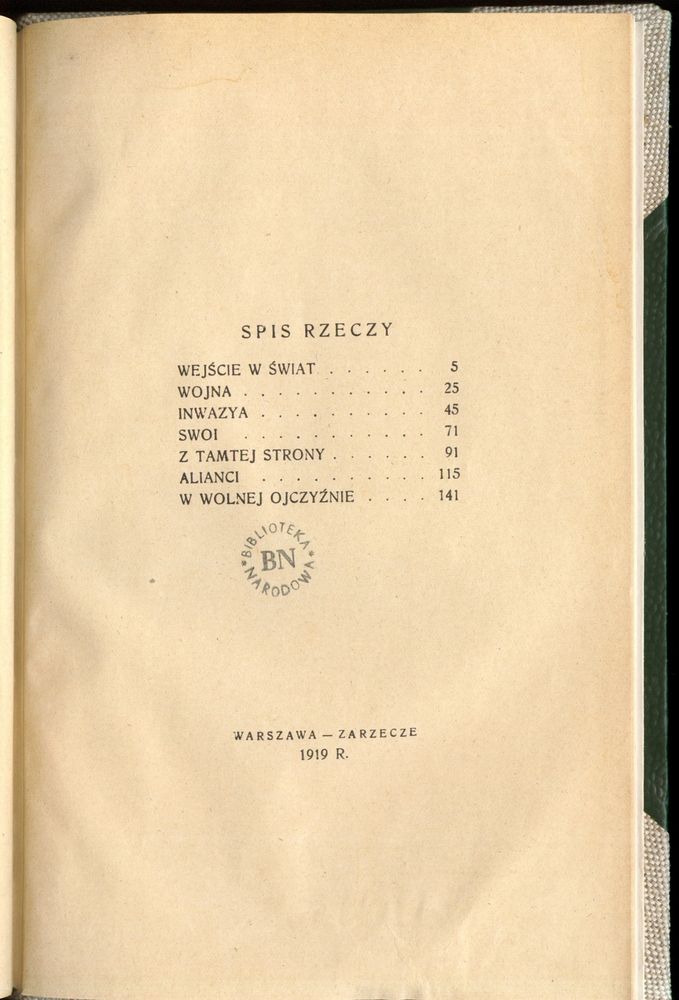 SPIS RZECZY
WEJŚCIE W ŚWIAT . . . . . . 5
WOJNA . . . . . . . . . . . 25
INWAZYA . . . . . . . . . . 45
SWOI . . . . . . . . . . . 71
Z TAMTEJ STRONY . . . . . . 91
ALIANCI . . . . . . . . . . 115
W WOLNEJ OJCZYŹNIE . . . . 141
* BIBLIOTEKA *
BN
NARODOWA
WARSZAWA — ZARZECZE
1919 R.